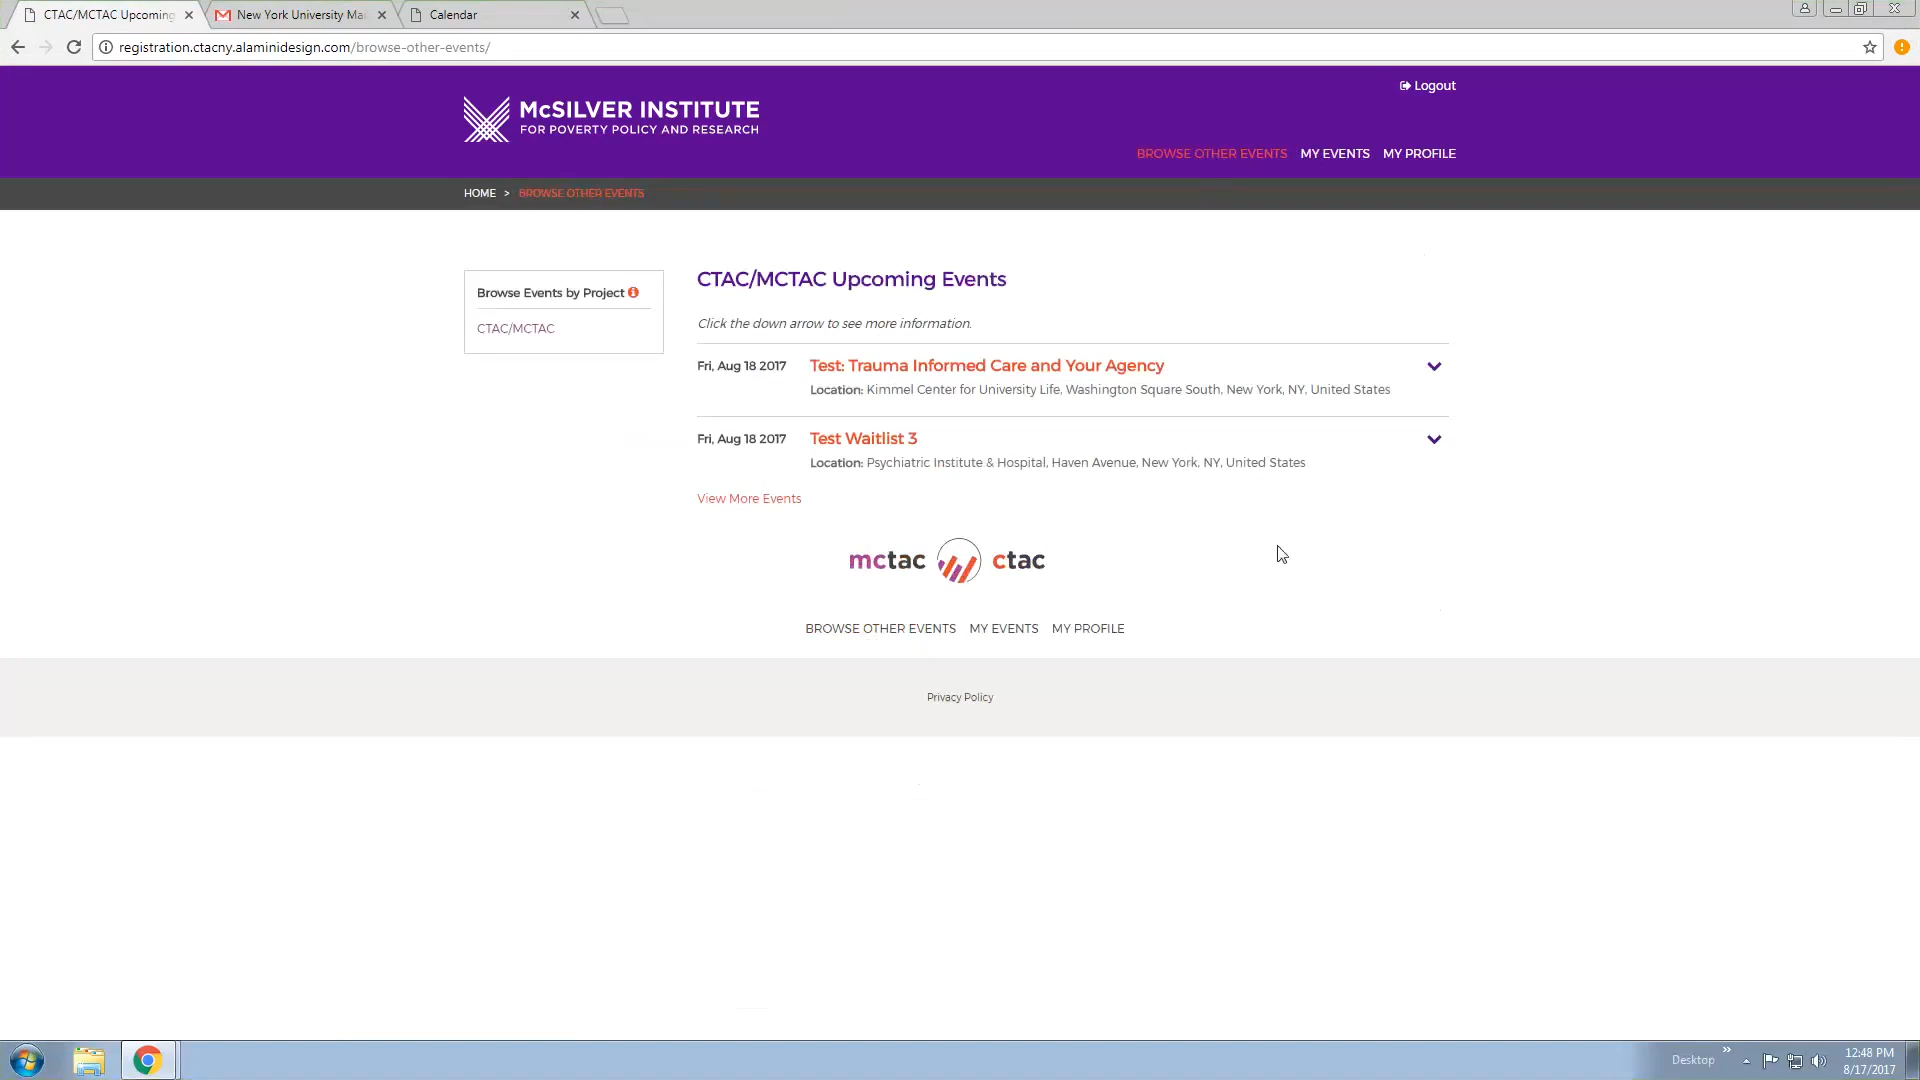 CTAC/MCTAC Upcoming
New York University Ma
Calendar
registration.ctacny.alaminidesign.com/browse-other-events/
Logout
McSILVER INSTITUTE
FOR POVERTY POLICY AND RESEARCH
BROWSE OTHER EVENTS MY EVENTS MY PROFILE
HOME > BROWSE OTHER EVENTS
Browse Events by Project
CTAC/MCTAC
CTAC/MCTAC Upcoming Events
Click the down arrow to see more information.
Fri, Aug 18 2017 Test: Trauma Informed Care and Your Agency
Location: Kimmel Center for University Life, Washington Square South, New York, NY, United States
Fri, Aug 18 2017 Test Waitlist 3
Location: Psychiatric Institute & Hospital, Haven Avenue, New York, NY, United States
View More Events
mctac ctac
BROWSE OTHER EVENTS MY EVENTS MY PROFILE
Privacy Policy
Desktop
12:48 PM
8/17/2017